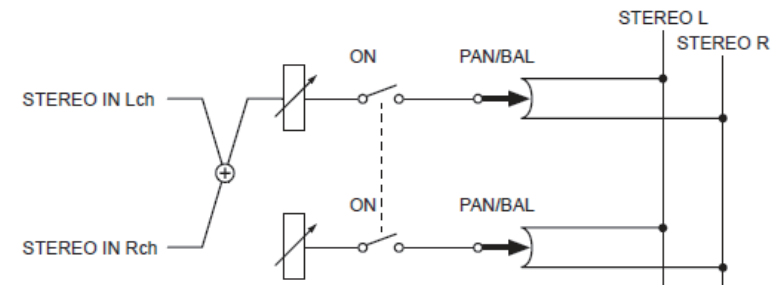 STEREO L
STEREO R
ON PAN/BAL
STEREO IN Lch
ON PAN/BAL
STEREO IN Rch